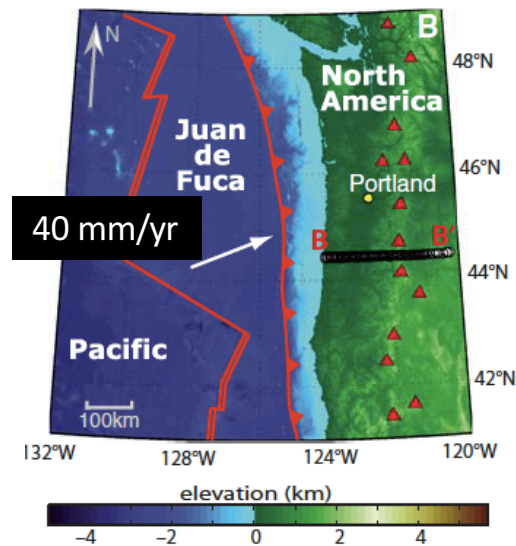 N
B
48°N
North
America
Juan
de
Fuca
46°N
Portland
40 mm/yr
B
B'
44°N
Pacific
42°N
100km
132°W
128°W
124°W
120°W
elevation (km)
−4
−2
0
2
4